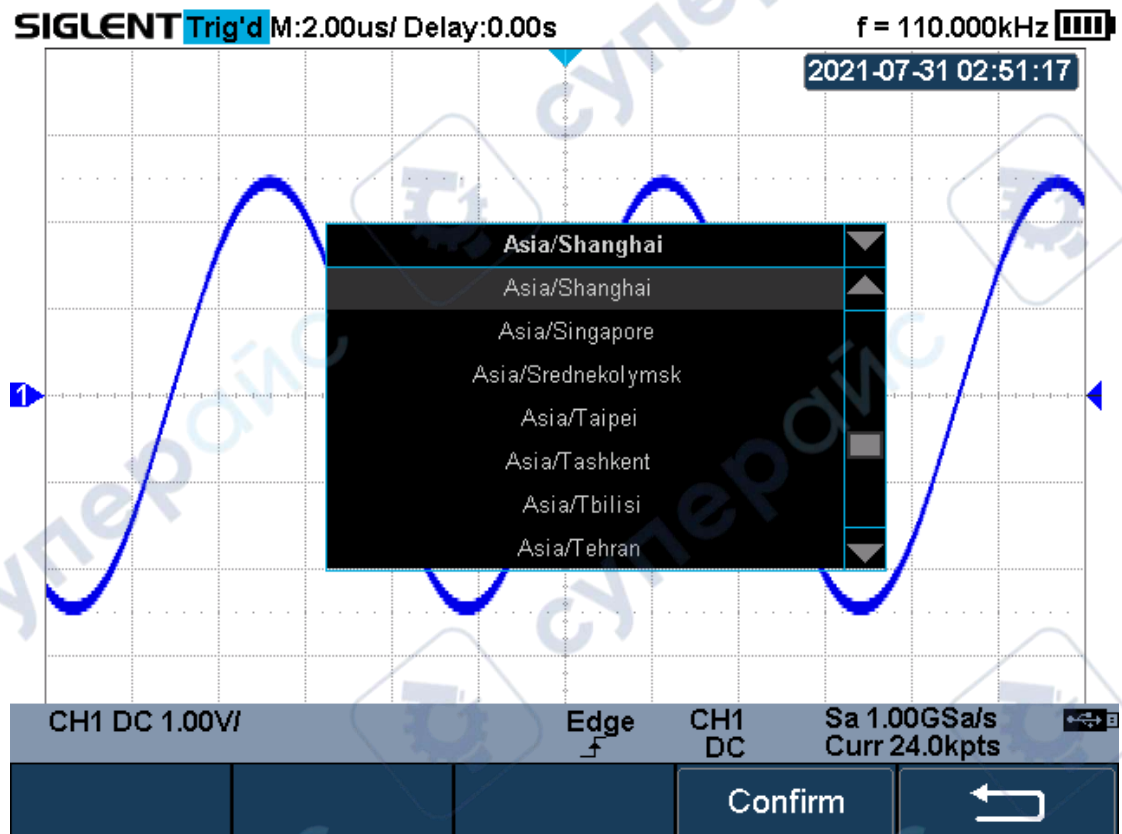 SIGLENT Trig'd M:2.00us/ Delay:0.00s f = 110.000kHz
2021-07-31 02:51:17
Asia/Shanghai
Asia/Shanghai
Asia/Singapore
Asia/Srednekolymsk
Asia/Taipei
Asia/Tashkent
Asia/Tbilisi
Asia/Tehran
1
CH1 DC 1.00V/ Edge CH1 Sa 1.00GSa/s
DC Curr 24.0kpts
Confirm
суперайс
суперайс